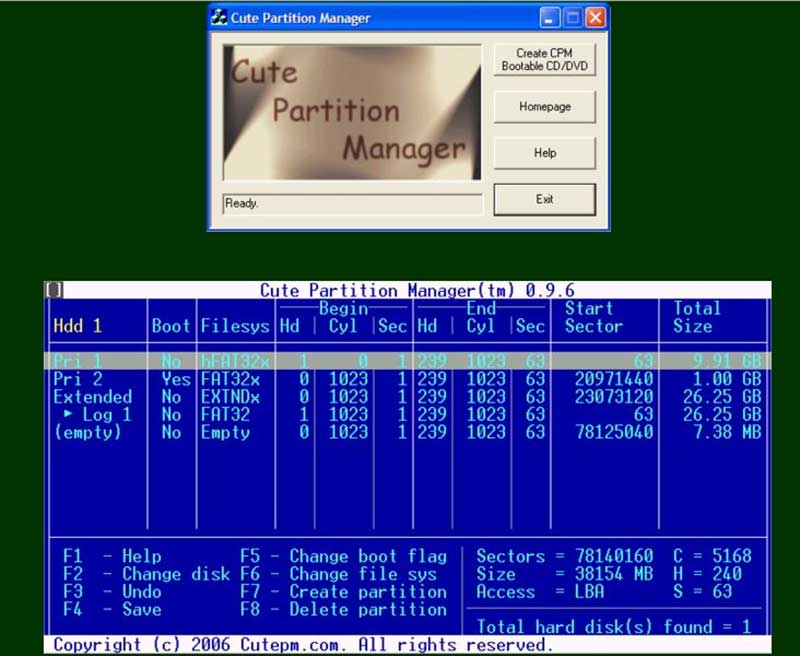 Cute Partition Manager
Cute
Partition
Manager
Create CPM
Bootable CD/DVD
Homepage
Help
Exit
Ready.
Cute Partition Manager(tm) 0.9.6
Begin End Start Total
Hdd 1 Boot Filesys Hd Cyl Sec Hd Cyl Sec Sector Size
Pri 1 No hFAT32x 1 0 1 239 1023 63 63 9.91 GB
Pri 2 Yes FAT32x 0 1023 1 239 1023 63 20971440 1.00 GB
Extended No EXTNDx 0 1023 1 239 1023 63 23073120 26.25 GB
► Log 1 No FAT32 1 1023 1 239 1023 63 63 26.25 GB
(empty) No Empty 0 1023 1 239 1023 63 78125040 7.38 MB
F1 - Help F5 - Change boot flag Sectors = 78140160 C = 5168
F2 - Change disk F6 - Change file sys Size = 38154 MB H = 240
F3 - Undo F7 - Create partition Access = LBA S = 63
F4 - Save F8 - Delete partition
Total hard disk(s) found = 1
Copyright (c) 2006 Cutepm.com. All rights reserved.